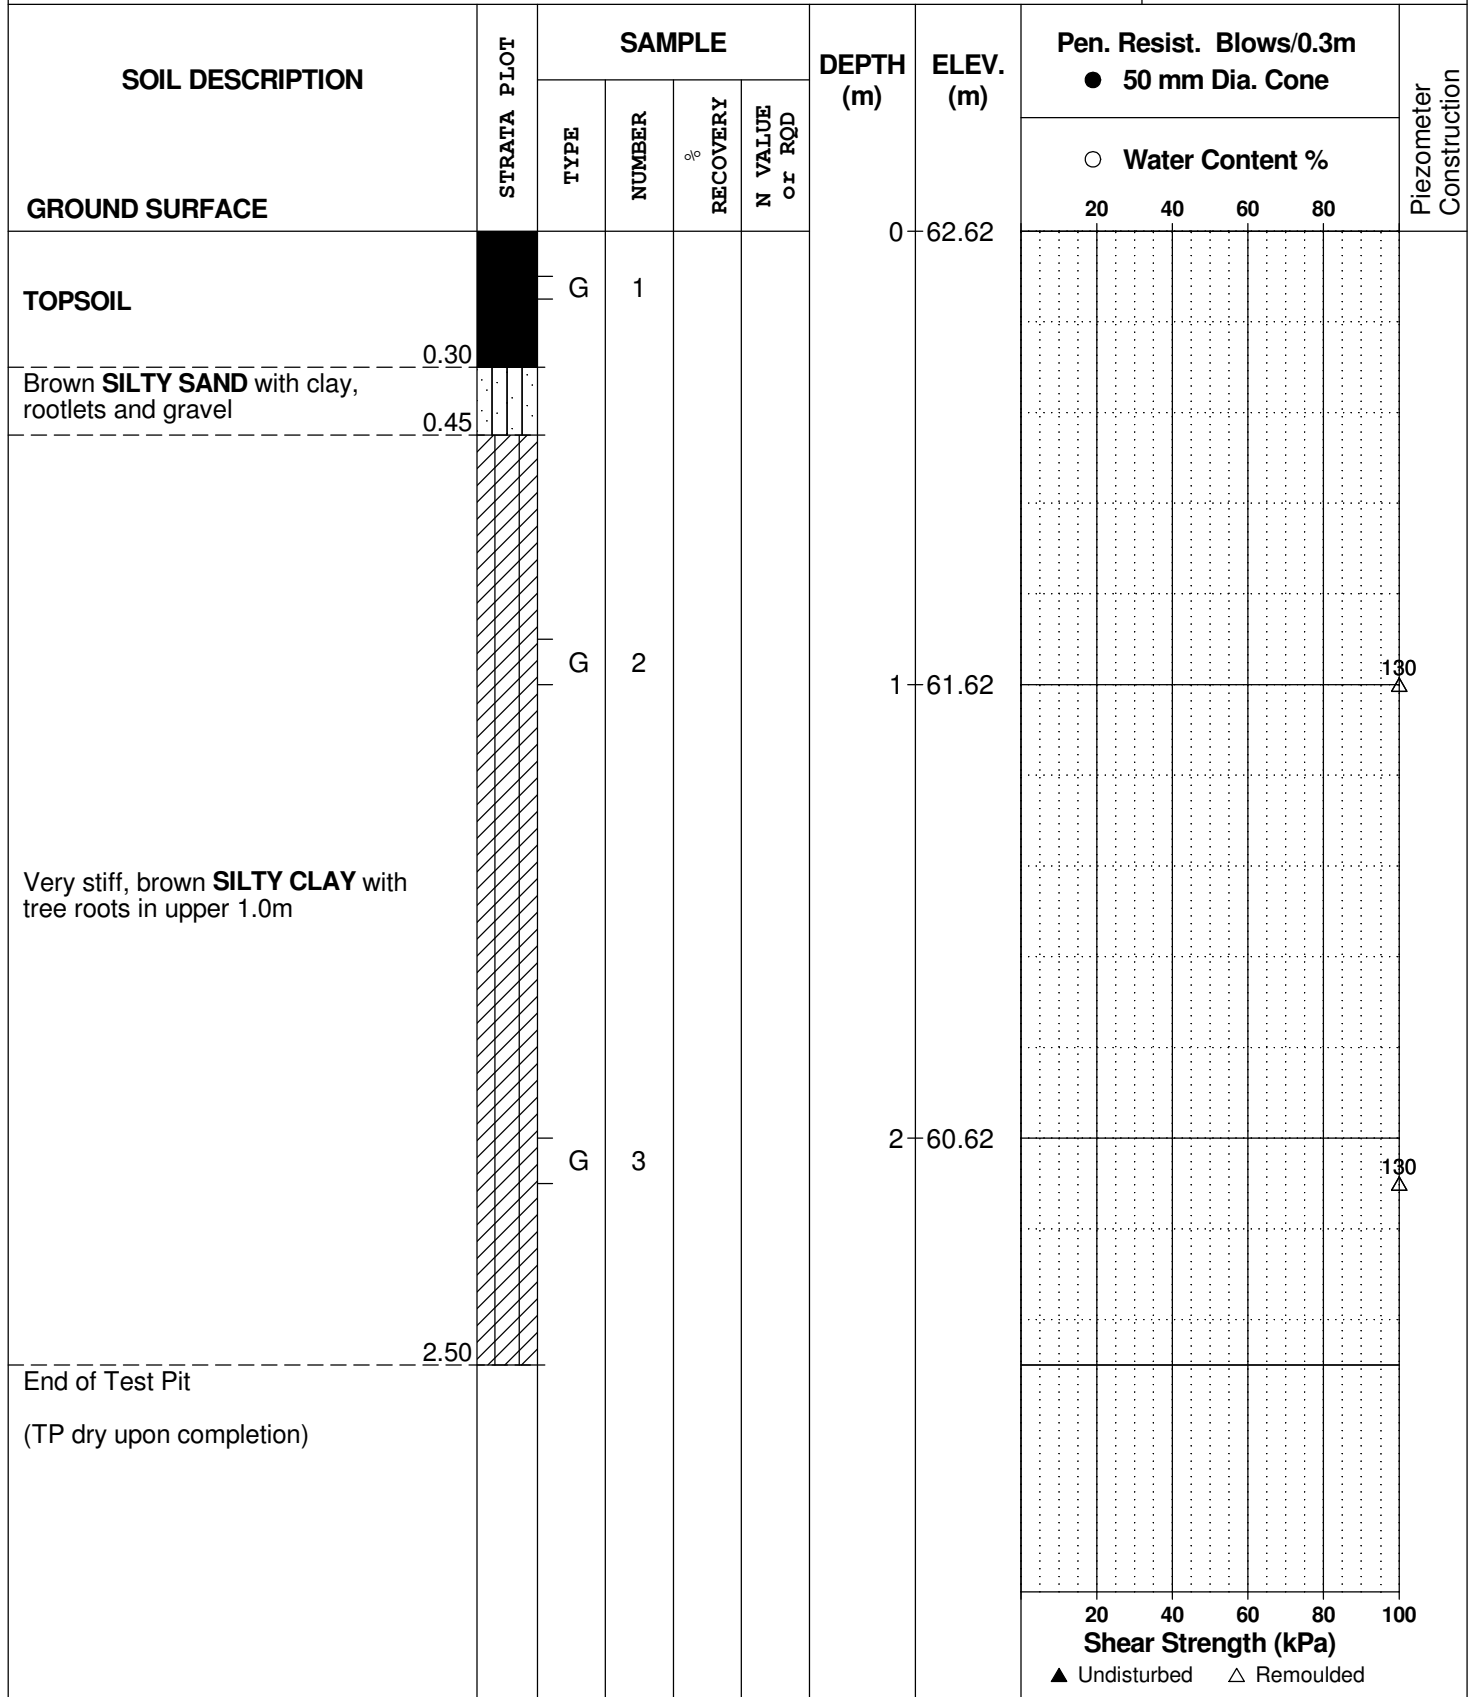 SOIL DESCRIPTION
GROUND SURFACE
STRATA PLOT
SAMPLE
TYPE
NUMBER
%
RECOVERY
N VALUE
or RQD
DEPTH
(m)
ELEV.
(m)
Pen. Resist. Blows/0.3m
● 50 mm Dia. Cone
○ Water Content %
20 40 60 80
Piezometer
Construction
0 62.62
TOPSOIL
G 1
0.30
Brown SILTY SAND with clay,
rootlets and gravel
0.45
G 2
130
1 61.62
Very stiff, brown SILTY CLAY with
tree roots in upper 1.0m
2 60.62
G 3
130
2.50
End of Test Pit
(TP dry upon completion)
20 40 60 80 100
Shear Strength (kPa)
▲ Undisturbed △ Remoulded